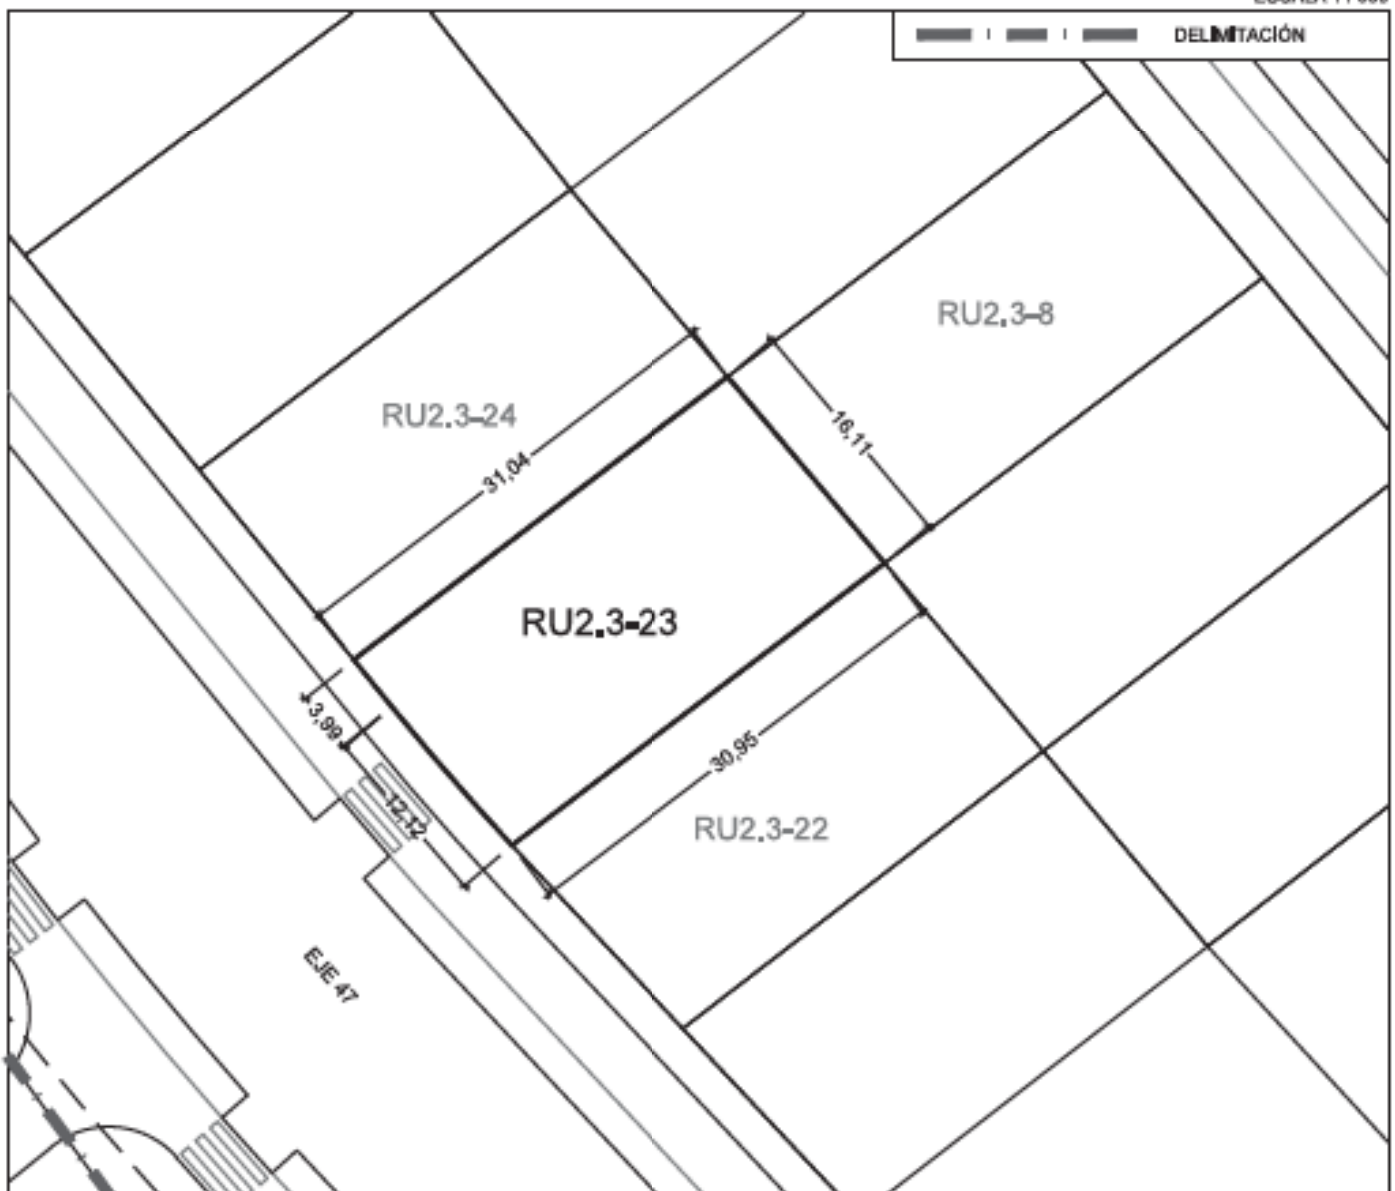 DELIMITACIÓN
RU2.3-8
RU2.3-24
16,11
31,04
RU2.3-23
3,99
30,95
12,12
RU2.3-22
EJE 47